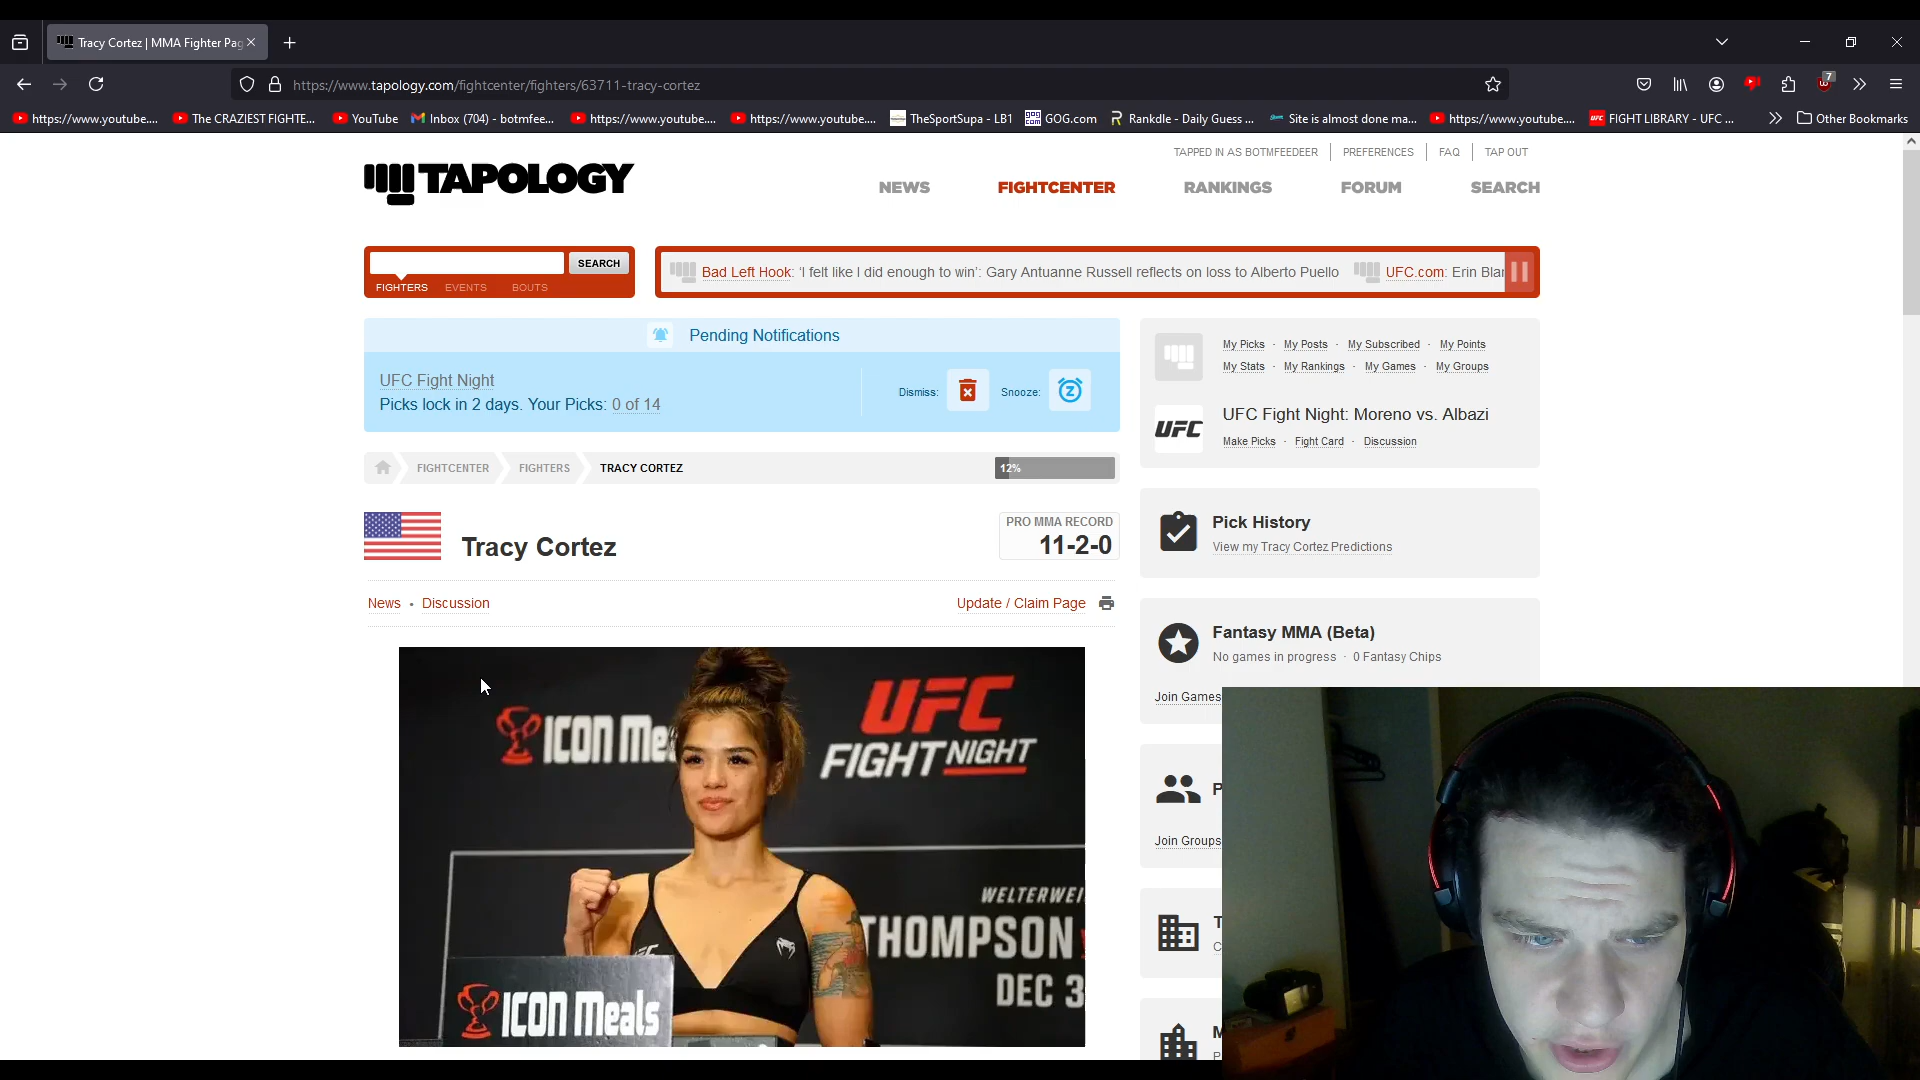 Tracy Cortez | MMA Fighter Pag
https://www.tapology.com/fightcenter/fighters/63711-tracy-cortez
7
https://www.youtube.... The CRAZIEST FIGHTE... YouTube Inbox (704) - botmfee... https://www.youtube.... https://www.youtube.... TheSportSupa - LB1 GOG.com Rankdle - Daily Guess ... Site is almost done ma... https://www.youtube.... FIGHT LIBRARY - UFC ... Other Bookmarks
TAPPED IN AS BOTMFEEDEER PREFERENCES FAQ TAP OUT
TAPOLOGY
NEWS FIGHTCENTER RANKINGS FORUM SEARCH
SEARCH
FIGHTERS EVENTS BOUTS
Bad Left Hook: ‘I felt like I did enough to win’: Gary Antuanne Russell reflects on loss to Alberto Puello UFC.com: Erin Blan
Pending Notifications
UFC Fight Night
Picks lock in 2 days. Your Picks: 0 of 14
Dismiss: Snooze:
My Picks · My Posts · My Subscribed · My Points
My Stats · My Rankings · My Games · My Groups
UFC
UFC Fight Night: Moreno vs. Albazi
Make Picks · Fight Card · Discussion
FIGHTCENTER FIGHTERS TRACY CORTEZ 12%
Tracy Cortez
PRO MMA RECORD
11-2-0
News • Discussion
Update / Claim Page
Pick History
View my Tracy Cortez Predictions
Fantasy MMA (Beta)
No games in progress · 0 Fantasy Chips
Join Games
P
Join Groups
T
C
M
P
ICON Me
UFC
FIGHT NIGHT
WELTERWEI
THOMPSON
DEC 3
ICON Meals